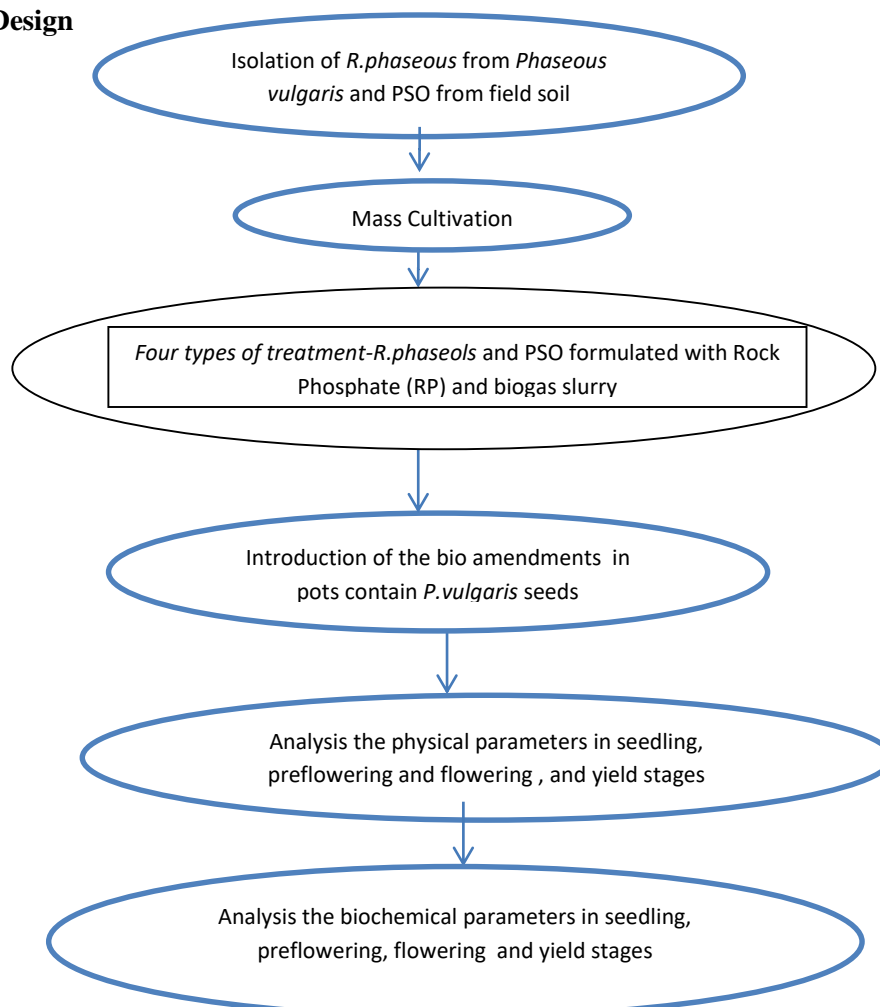 Design
Isolation of R.phaseous from Phaseous
vulgaris and PSO from field soil
Mass Cultivation
Four types of treatment-R.phaseols and PSO formulated with Rock
Phosphate (RP) and biogas slurry
Introduction of the bio amendments in
pots contain P.vulgaris seeds
Analysis the physical parameters in seedling,
preflowering and flowering , and yield stages
Analysis the biochemical parameters in seedling,
preflowering, flowering and yield stages